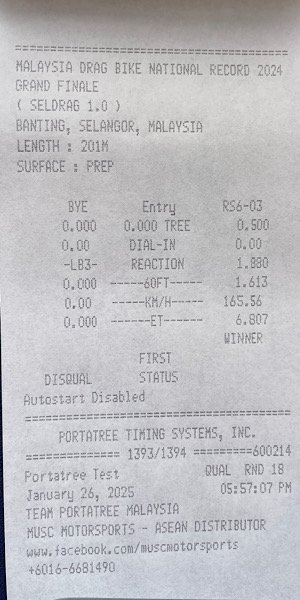 ==========================================
MALAYSIA DRAG BIKE NATIONAL RECORD 2024
GRAND FINALE
( SELDRAG 1.0 )
BANTING, SELANGOR, MALAYSIA
LENGTH : 201M
SURFACE : PREP
BYE Entry RS6-03
0.000 0.000 TREE 0.500
0.00 DIAL-IN 0.00
-LB3- REACTION 1.880
0.000 ------60FT------ 1.613
0.00 ------KM/H----- 165.56
0.000 ------ET------ 6.807
WINNER
FIRST
DISQUAL STATUS
Autostart Disabled
==========================================
PORTATREE TIMING SYSTEMS, INC.
============== 1393/1394 =========600214
Portatree Test QUAL RND 18
January 26, 2025 05:57:07 PM
TEAM PORTATREE MALAYSIA
MUSC MOTORSPORTS - ASEAN DISTRIBUTOR
www.facebook.com/muscmotorsports
+6016-6681490